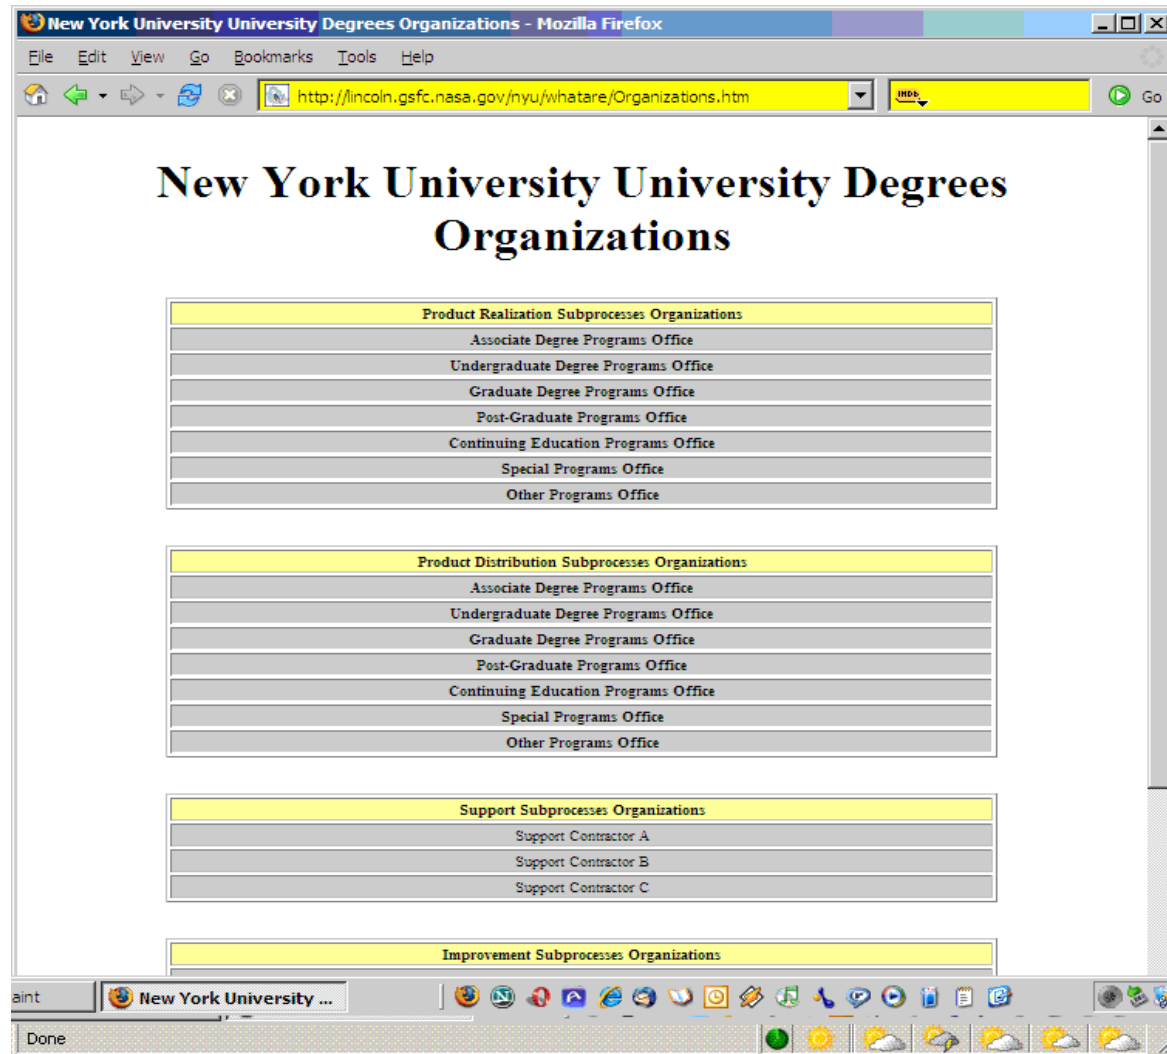 New York University University Degrees Organizations - Mozilla Firefox
File Edit View Go Bookmarks Tools Help
http://lincoln.gsfc.nasa.gov/nyu/whatare/Organizations.htm IMDb Go
New York University University Degrees
Organizations
Product Realization Subprocesses Organizations
Associate Degree Programs Office
Undergraduate Degree Programs Office
Graduate Degree Programs Office
Post-Graduate Programs Office
Continuing Education Programs Office
Special Programs Office
Other Programs Office
Product Distribution Subprocesses Organizations
Associate Degree Programs Office
Undergraduate Degree Programs Office
Graduate Degree Programs Office
Post-Graduate Programs Office
Continuing Education Programs Office
Special Programs Office
Other Programs Office
Support Subprocesses Organizations
Support Contractor A
Support Contractor B
Support Contractor C
Improvement Subprocesses Organizations
aint New York University ...
Done